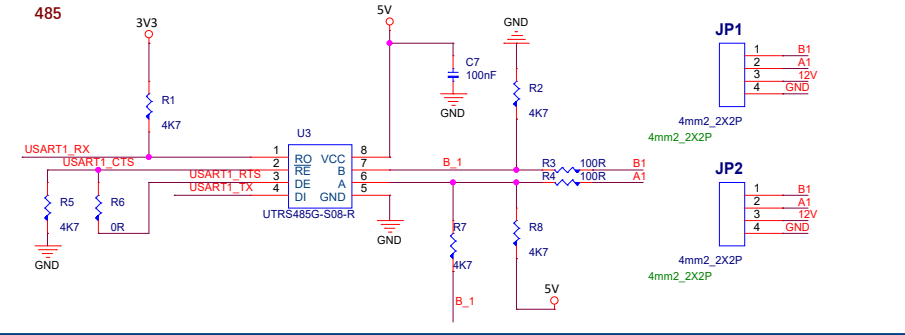 485
3V3
5V
GND
JP1
1 B1
2 A1
3 12V
4 GND
4mm2_2X2P
4mm2_2X2P
C7
100nF
GND
R1
4K7
R2
4K7
U3
USART1_RX
USART1_CTS
USART1_RTS
USART1_TX
1 RO VCC 8
2 RE B 7
3 DE A 6
4 DI GND 5
UTRS485G-S08-R
B_1
R3 100R B1
R4 100R A1
JP2
1 B1
2 A1
3 12V
4 GND
4mm2_2X2P
4mm2_2X2P
R5
4K7
GND
R6
0R
GND
R7
4K7
B_1
R8
4K7
5V